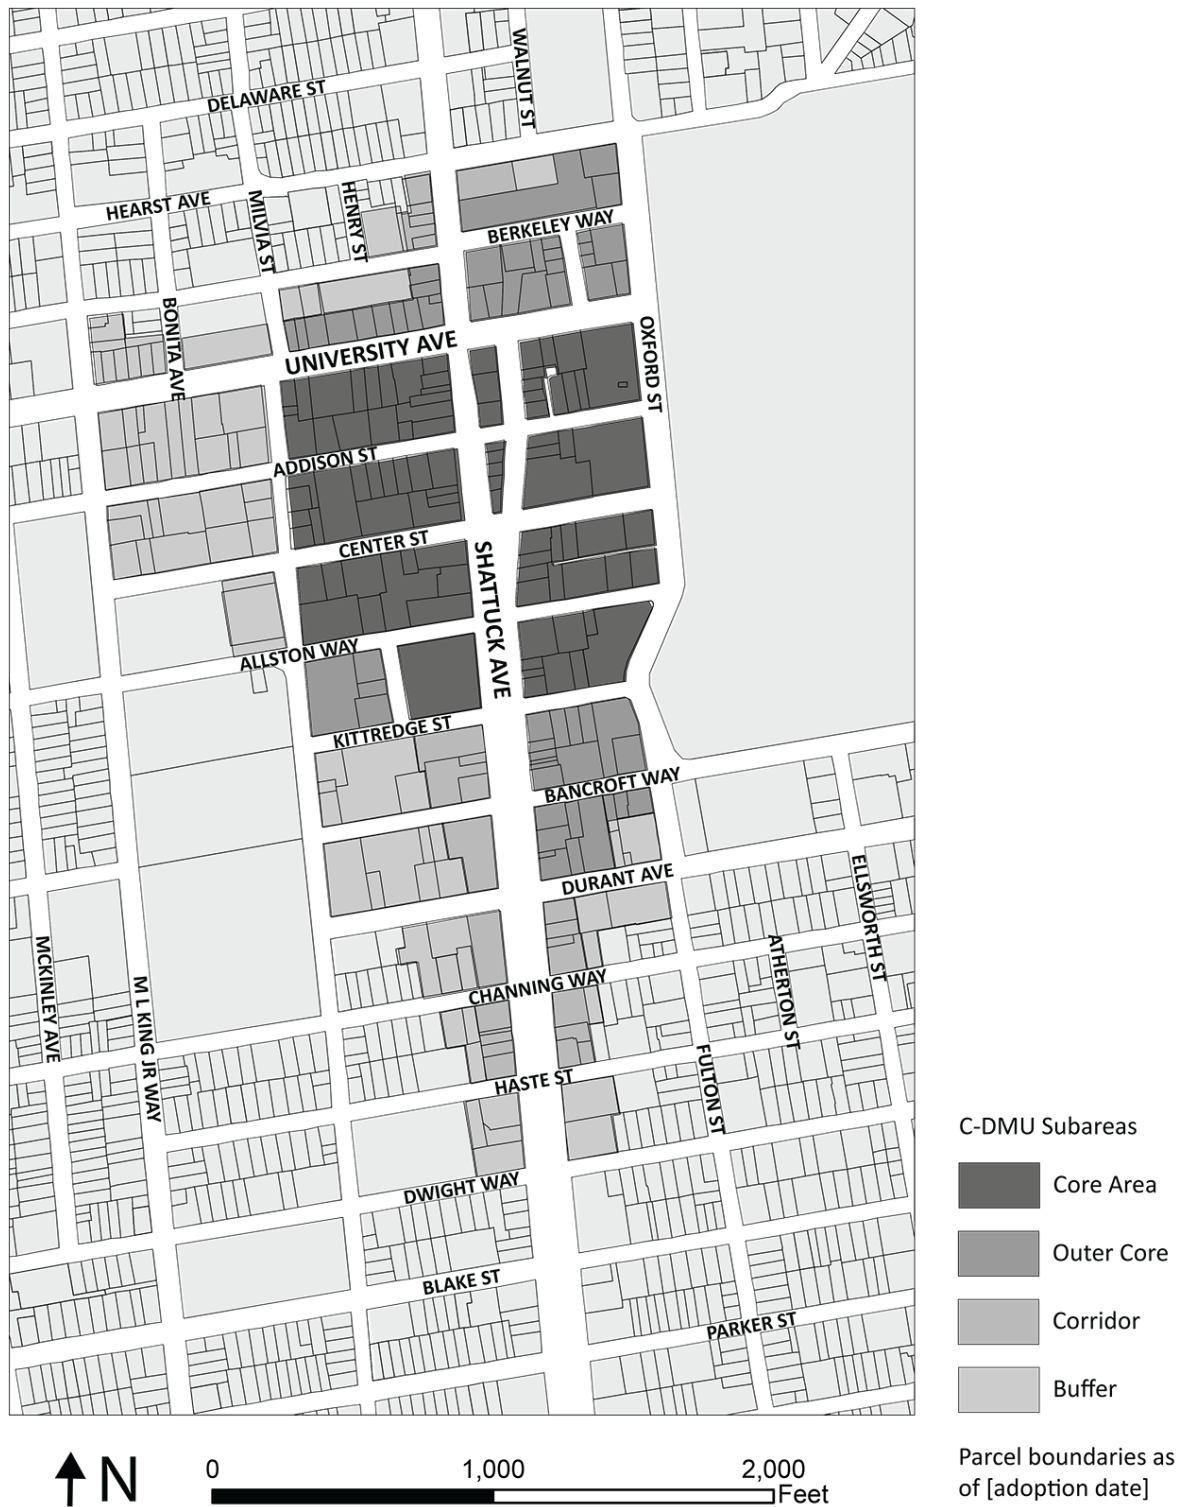 WALNUT ST
DELAWARE ST
HEARST AVE
MILVIA ST
HENRY ST
BERKELEY WAY
BONITA AVE
UNIVERSITY AVE
OXFORD ST
ADDISON ST
CENTER ST
SHATTUCK AVE
ALLSTON WAY
KITTREDGE ST
BANCROFT WAY
DURANT AVE
ELLSWORTH ST
MCKINLEY AVE
M L KING JR WAY
CHANNING WAY
ATHERTON ST
HASTE ST
FULTON ST
DWIGHT WAY
BLAKE ST
PARKER ST
C-DMU Subareas
Core Area
Outer Core
Corridor
Buffer
Parcel boundaries as
of [adoption date]
N
0 1,000 2,000
Feet